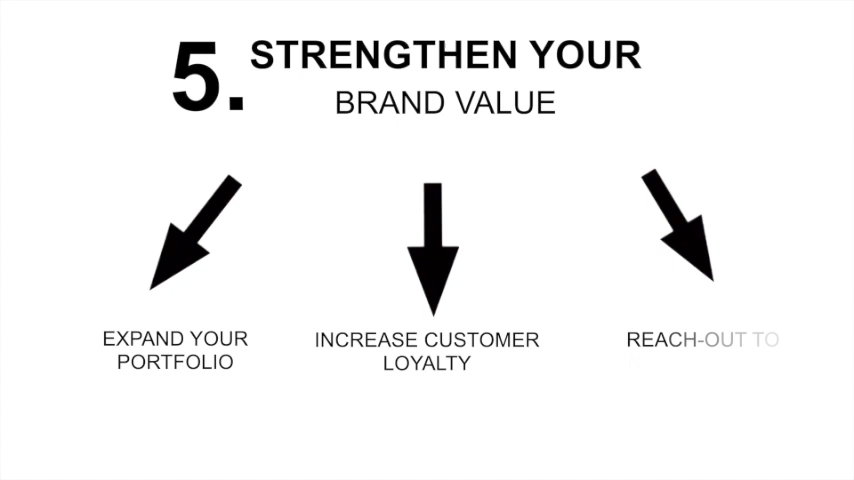 5. STRENGTHEN YOUR
BRAND VALUE
EXPAND YOUR
PORTFOLIO
INCREASE CUSTOMER
LOYALTY
REACH-OUT TO